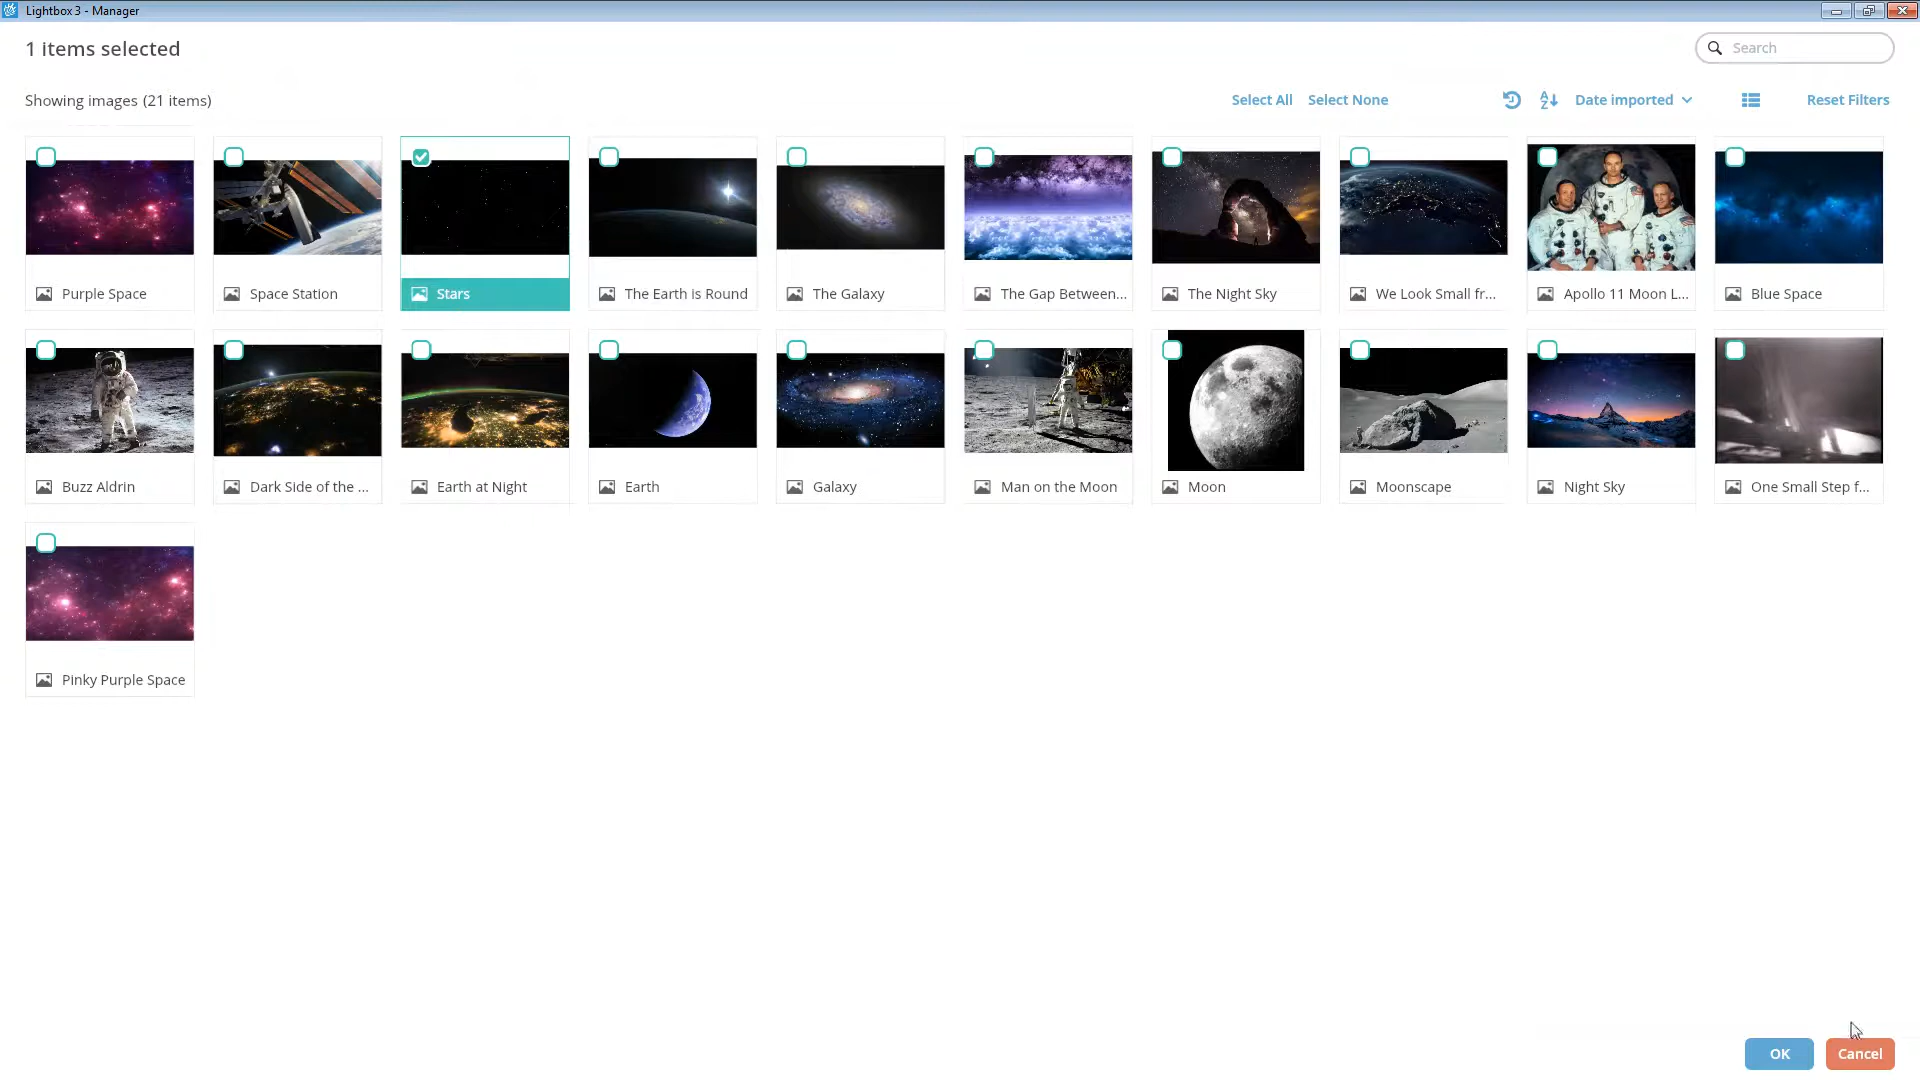 Lightbox 3 - Manager
1 items selected
Search
Showing images (21 items)
Select All
Select None
Date imported
Reset Filters
Purple Space
Space Station
Stars
The Earth is Round
The Galaxy
The Gap Between...
The Night Sky
We Look Small fr...
Apollo 11 Moon L...
Blue Space
Buzz Aldrin
Dark Side of the ...
Earth at Night
Earth
Galaxy
Man on the Moon
Moon
Moonscape
Night Sky
One Small Step f...
Pinky Purple Space
OK
Cancel